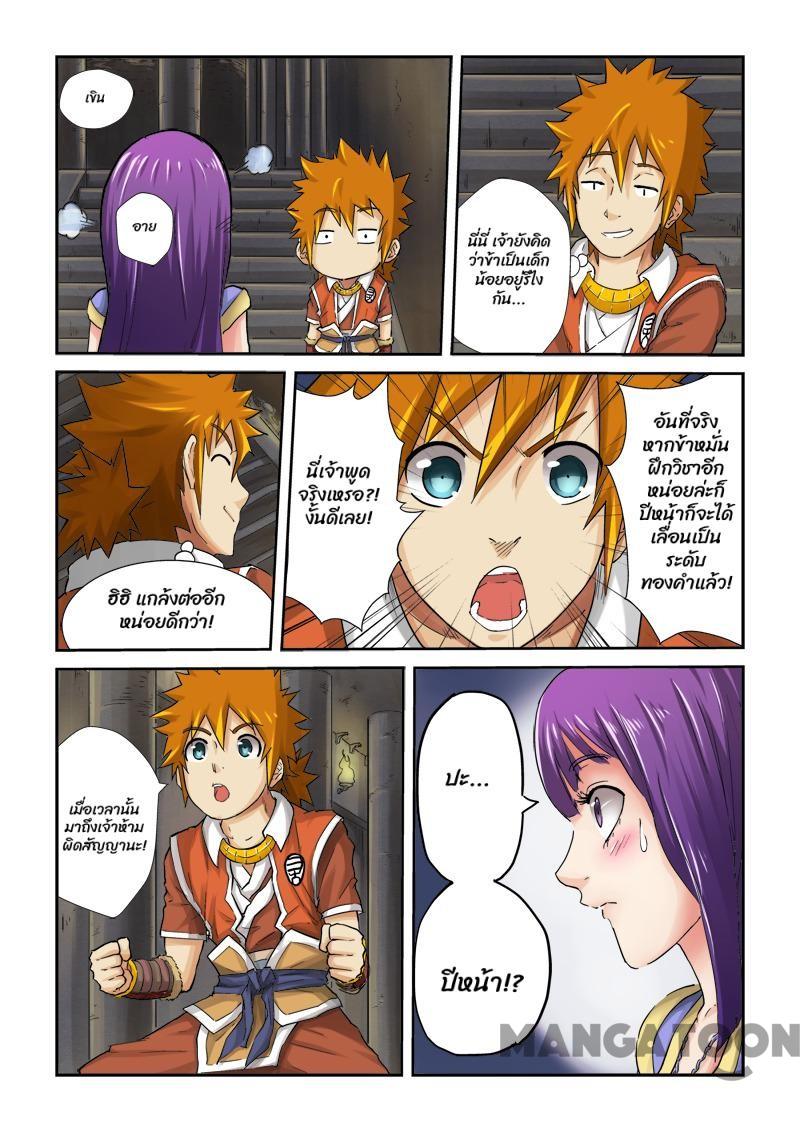 เขิน
อาย
นี่นี่ เจ้ายังคิด
ว่าข้าเป็นเด็ก
น้อยอยู่รึไง
กัน...
ฮิฮิ แกล้งต่ออีก
หน่อยดีกว่า!
นี่เจ้าพูด
จริงเหรอ?!
งั้นดีเลย!
อันที่จริง
หากข้าหมั่น
ฝึกวิชาอีก
หน่อยล่ะก็
ปีหน้าก็จะได้
เลื่อนเป็น
ระดับ
ทองคำแล้ว!
เมื่อเวลานั้น
มาถึงเจ้าห้าม
ผิดสัญญานะ!
ปะ...
ปีหน้า!?
MANGATOON